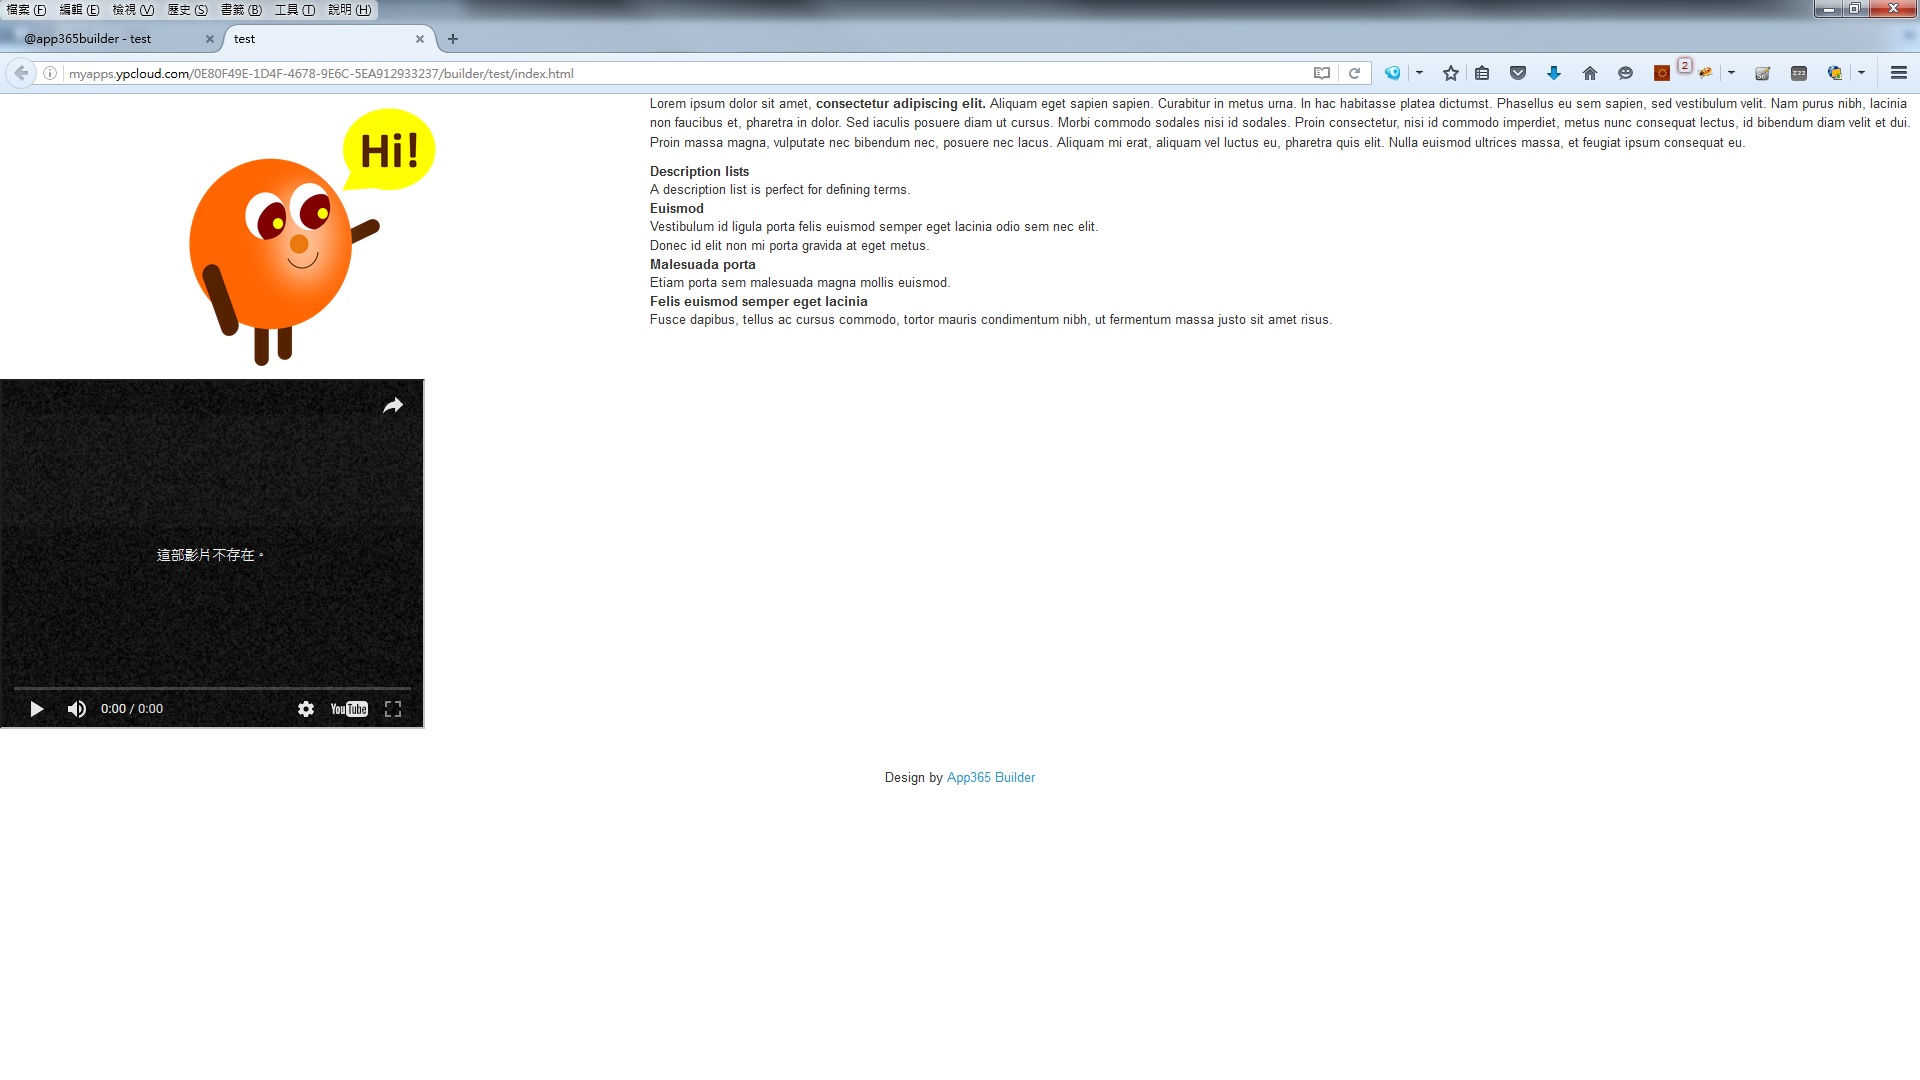 檔案 (F) 編輯 (E) 檢視 (V) 歷史 (S) 書籤 (B) 工具 (T) 說明 (H)
@app365builder - test
test
myapps.ypcloud.com/0E80F49E-1D4F-4678-9E6C-5EA912933237/builder/test/index.html
2
Hi!
Lorem ipsum dolor sit amet, consectetur adipiscing elit. Aliquam eget sapien sapien. Curabitur in metus urna. In hac habitasse platea dictumst. Phasellus eu sem sapien, sed vestibulum velit. Nam purus nibh, lacinia
non faucibus et, pharetra in dolor. Sed iaculis posuere diam ut cursus. Morbi commodo sodales nisi id sodales. Proin consectetur, nisi id commodo imperdiet, metus nunc consequat lectus, id bibendum diam velit et dui.
Proin massa magna, vulputate nec bibendum nec, posuere nec lacus. Aliquam mi erat, aliquam vel luctus eu, pharetra quis elit. Nulla euismod ultrices massa, et feugiat ipsum consequat eu.
Description lists
A description list is perfect for defining terms.
Euismod
Vestibulum id ligula porta felis euismod semper eget lacinia odio sem nec elit.
Donec id elit non mi porta gravida at eget metus.
Malesuada porta
Etiam porta sem malesuada magna mollis euismod.
Felis euismod semper eget lacinia
Fusce dapibus, tellus ac cursus commodo, tortor mauris condimentum nibh, ut fermentum massa justo sit amet risus.
這部影片不存在。
0:00 / 0:00
YouTube
Design by App365 Builder